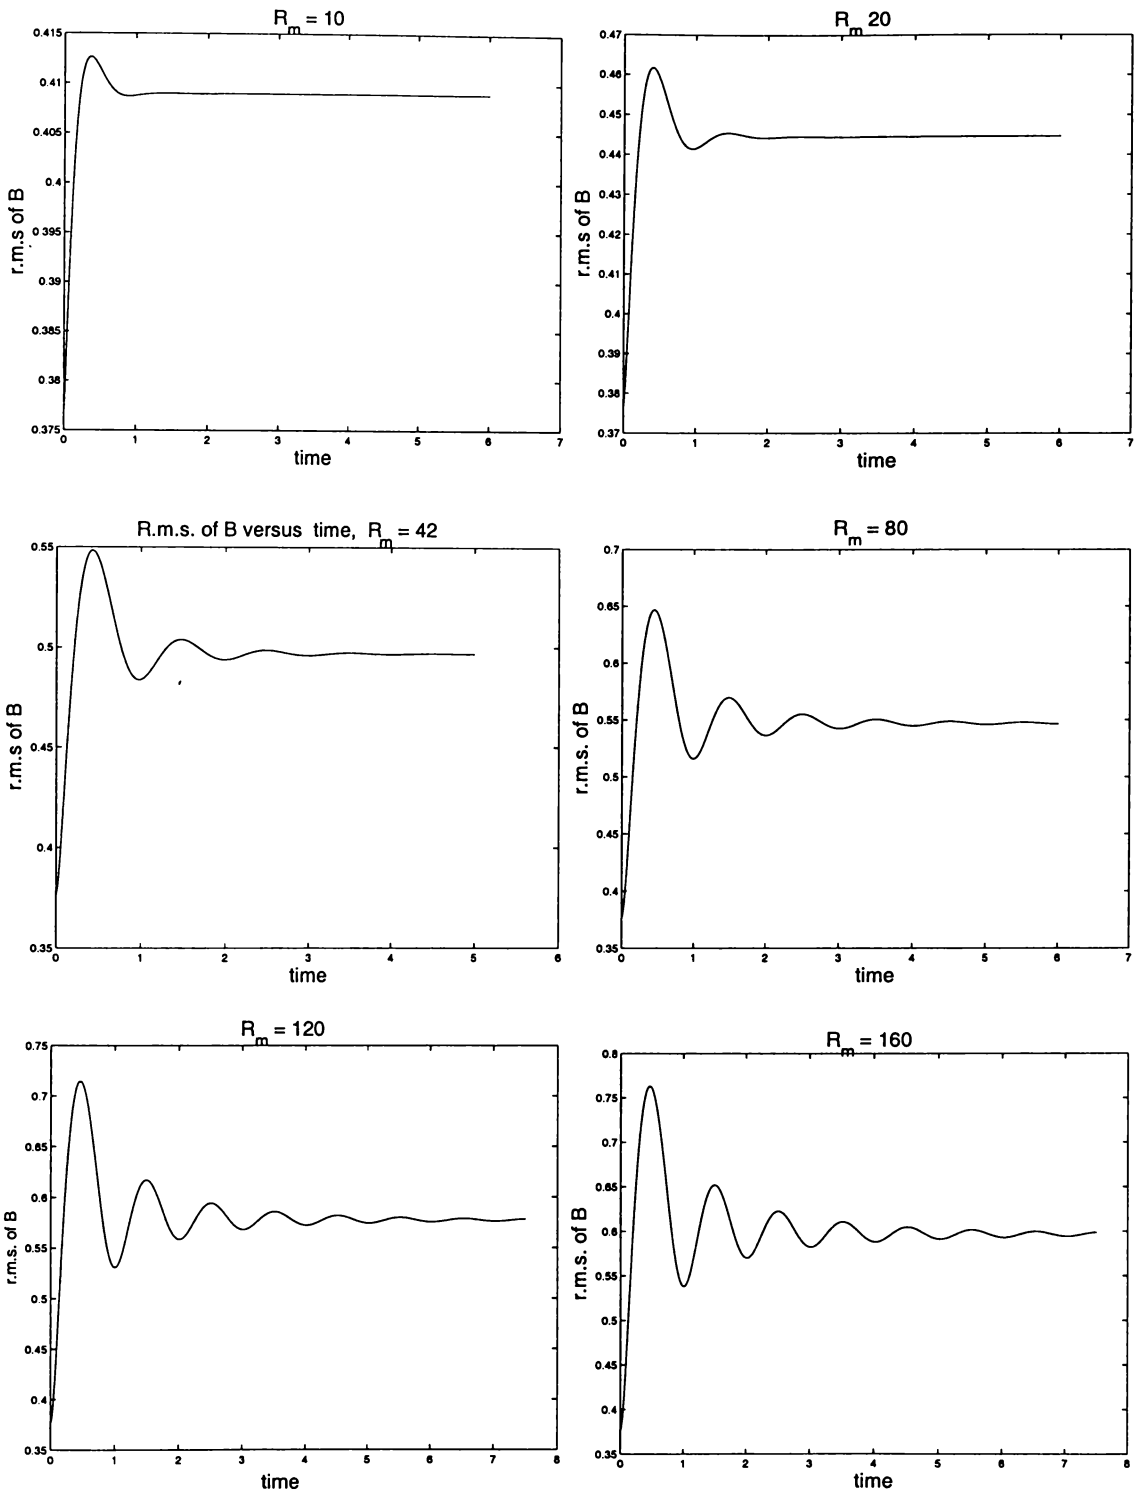 R_m = 10
0.415
0.41
0.405
0.4
0.395
0.39
0.385
0.38
0.375
r.m.s of B
0 1 2 3 4 5 6 7
time
R_m 20
0.47
0.46
0.45
0.44
0.43
0.42
0.41
0.4
0.39
0.38
0.37
r.m.s of B
0 1 2 3 4 5 6 7
time
R.m.s. of B versus time, R_m = 42
0.55
0.5
0.45
0.4
0.35
r.m.s of B
0 1 2 3 4 5 6
time
R_m = 80
0.7
0.65
0.6
0.55
0.5
0.45
0.4
0.35
r.m.s. of B
0 1 2 3 4 5 6 7
time
R_m = 120
0.75
0.7
0.65
0.6
0.55
0.5
0.45
0.4
0.35
r.m.s. of B
0 1 2 3 4 5 6 7 8
time
R_m = 160
0.8
0.75
0.7
0.65
0.6
0.55
0.5
0.45
0.4
0.35
r.m.s. of B
0 1 2 3 4 5 6 7 8
time